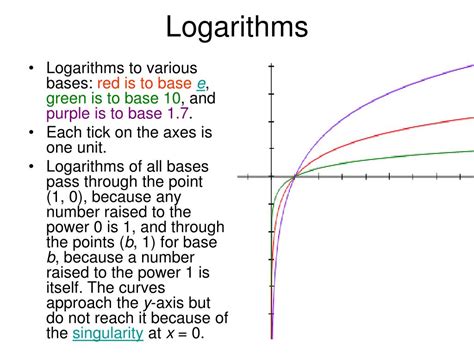 Logarithms
• Logarithms to various
bases: red is to base e,
green is to base 10, and
purple is to base 1.7.
• Each tick on the axes is
one unit.
• Logarithms of all bases
pass through the point
(1, 0), because any
number raised to the
power 0 is 1, and through
the points (b, 1) for base
b, because a number
raised to the power 1 is
itself. The curves
approach the y-axis but
do not reach it because of
the singularity at x = 0.